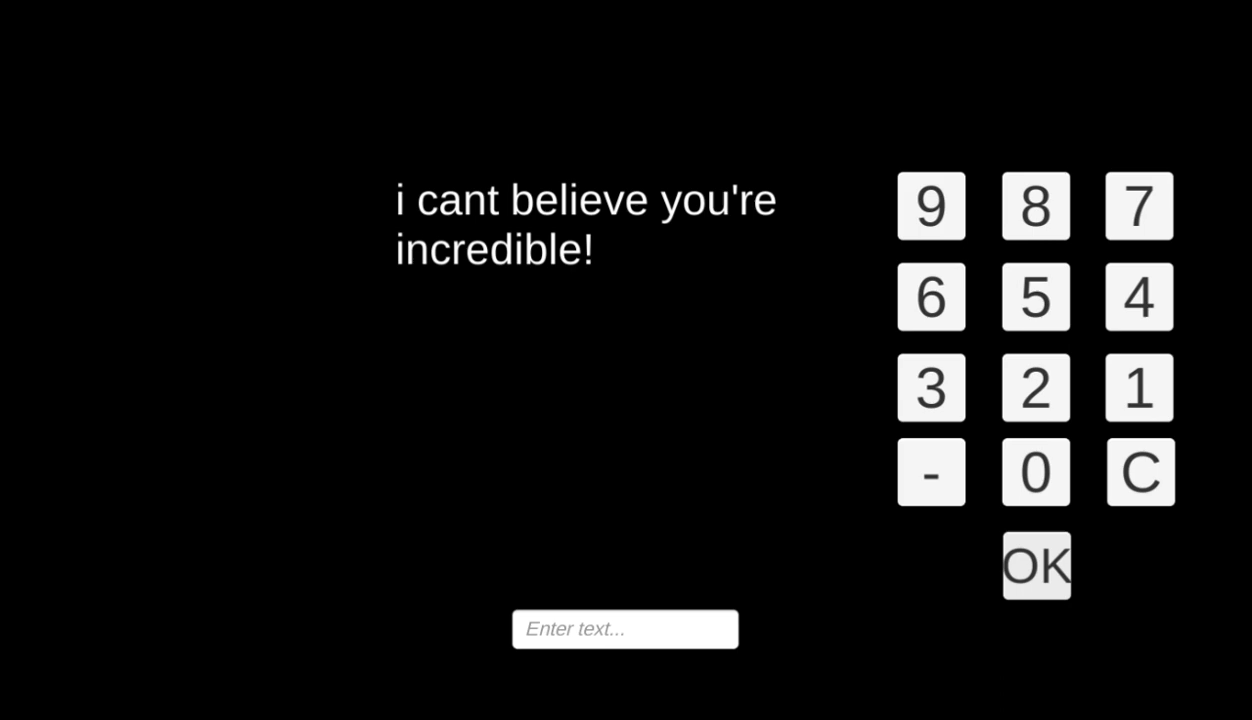 i cant believe you're
incredible!
9 8 7
6 5 4
3 2 1
- 0 C
OK
Enter text...